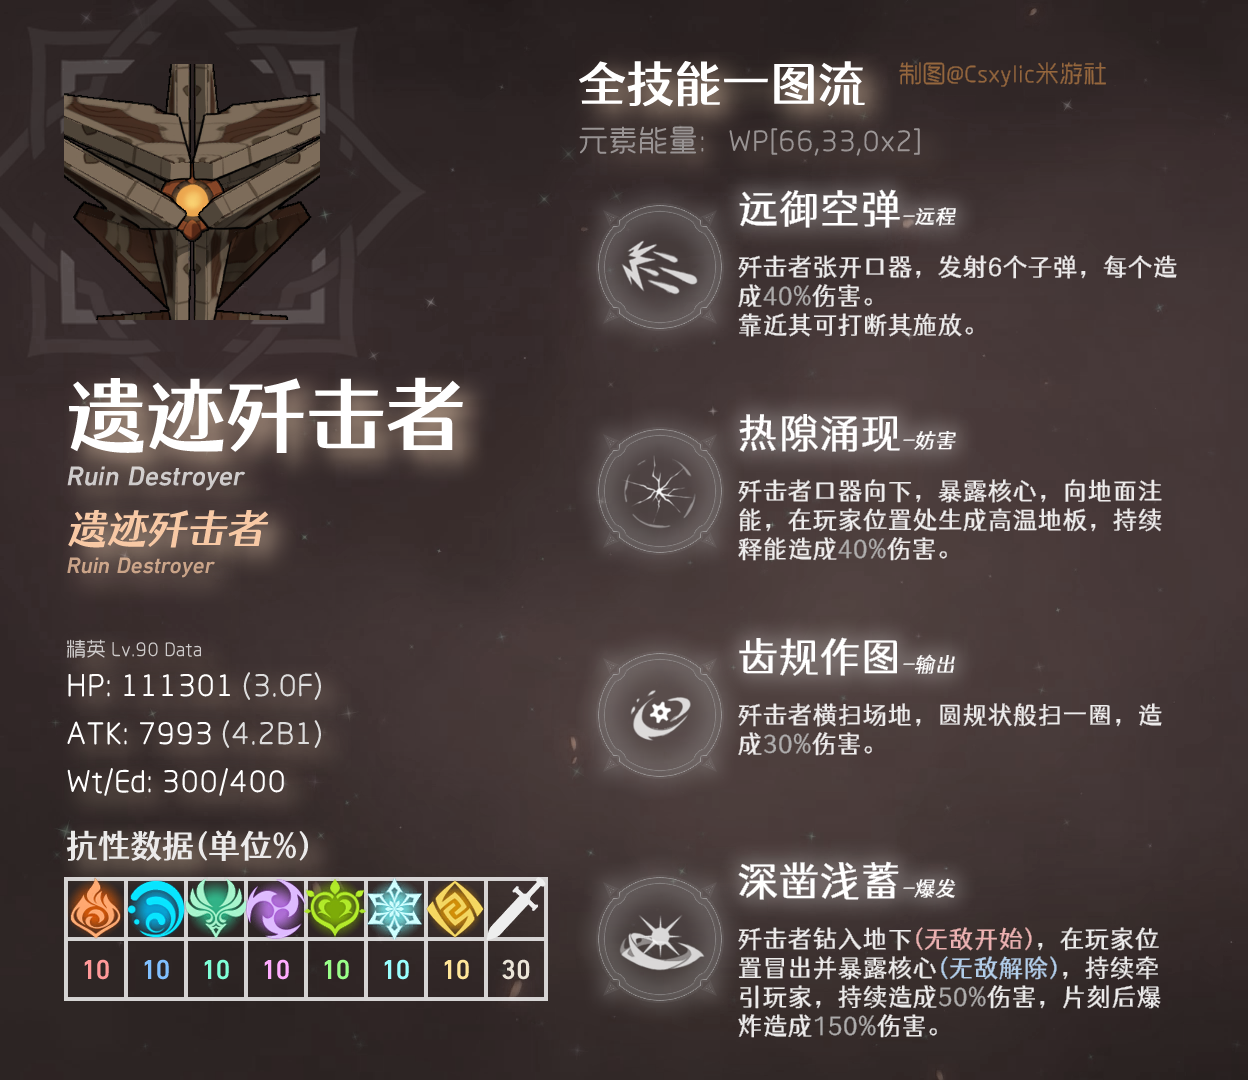 全技能一图流
制图@Csxylic米游社
元素能量: WP[66,33,0x2]
远御空弹-远程
歼击者张开口器，发射6个子弹，每个造
成40%伤害。
靠近其可打断其施放。
热隙涌现-妨害
歼击者口器向下，暴露核心，向地面注
能，在玩家位置处生成高温地板，持续
释能造成40%伤害。
齿规作图-输出
歼击者横扫场地，圆规状般扫一圈，造
成30%伤害。
深凿浅蓄-爆发
歼击者钻入地下(无敌开始)，在玩家位
置冒出并暴露核心(无敌解除)，持续牵
引玩家，持续造成50%伤害，片刻后爆
炸造成150%伤害。
遗迹歼击者
Ruin Destroyer
遗迹歼击者
Ruin Destroyer
精英 Lv.90 Data
HP: 111301 (3.0F)
ATK: 7993 (4.2B1)
Wt/Ed: 300/400
抗性数据(单位%)
10 10 10 10 10 10 10 30